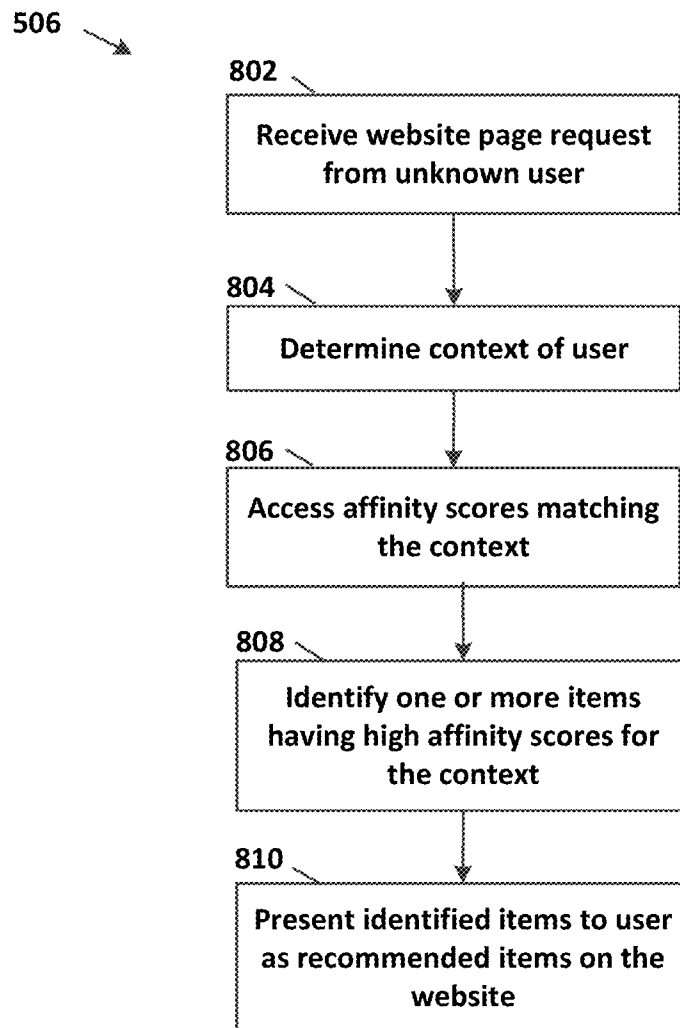 506
802
Receive website page request
from unknown user
804
Determine context of user
806
Access affinity scores matching
the context
808
Identify one or more items
having high affinity scores for
the context
810
Present identified items to user
as recommended items on the
website